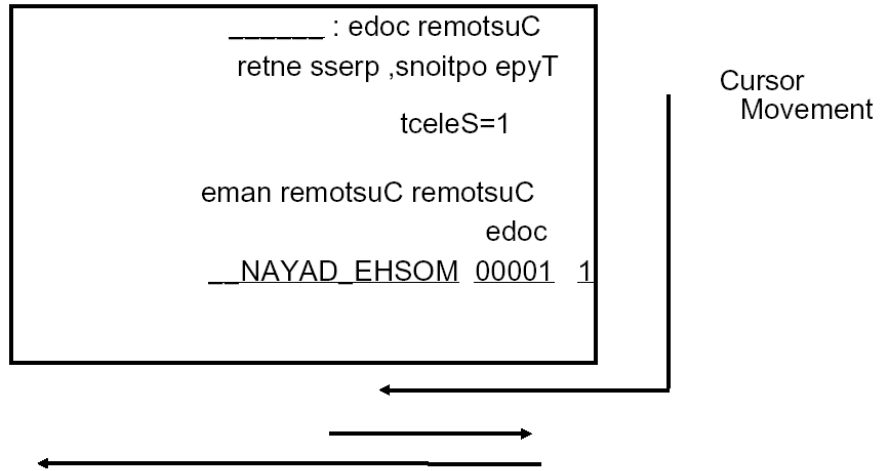 ______ : edoc remotsuC
retne sserp ,snoitpo epyT
tceleS=1
eman remotsuC remotsuC
edoc
__NAYAD_EHSOM 00001 1
Cursor
Movement